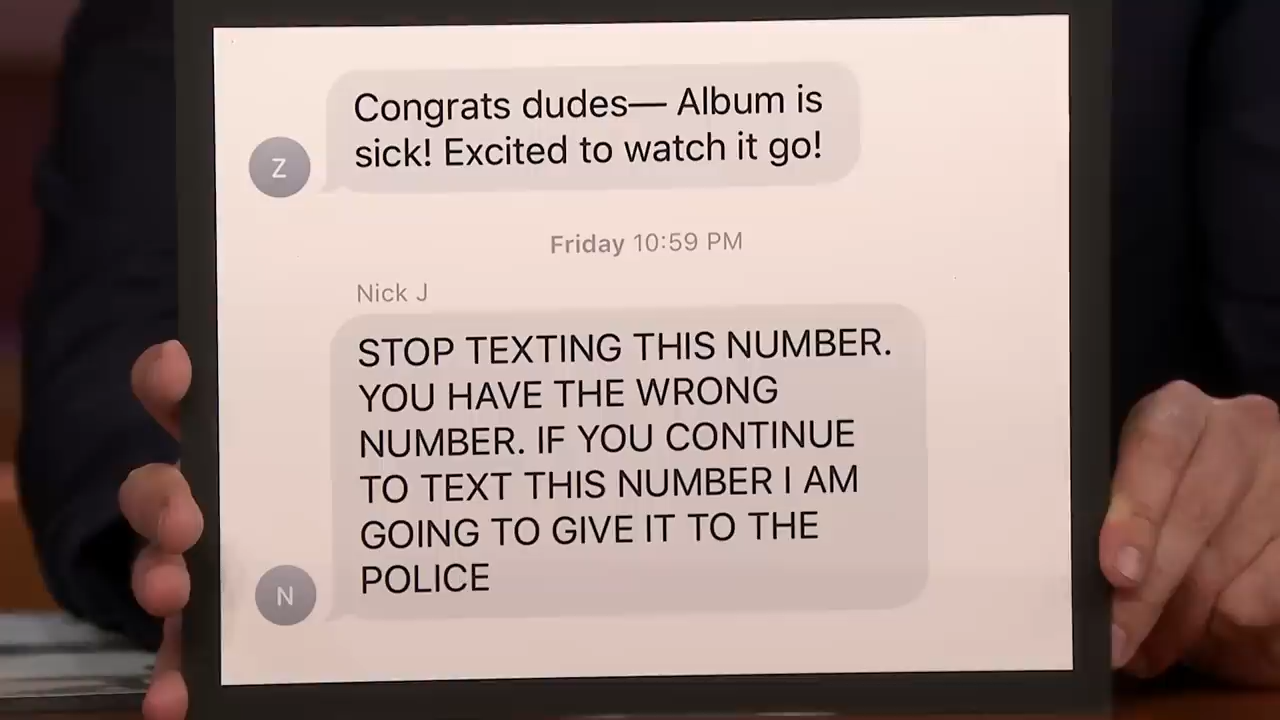 Congrats dudes— Album is
sick! Excited to watch it go!
Z
Friday 10:59 PM
Nick J
STOP TEXTING THIS NUMBER.
YOU HAVE THE WRONG
NUMBER. IF YOU CONTINUE
TO TEXT THIS NUMBER I AM
GOING TO GIVE IT TO THE
POLICE
N